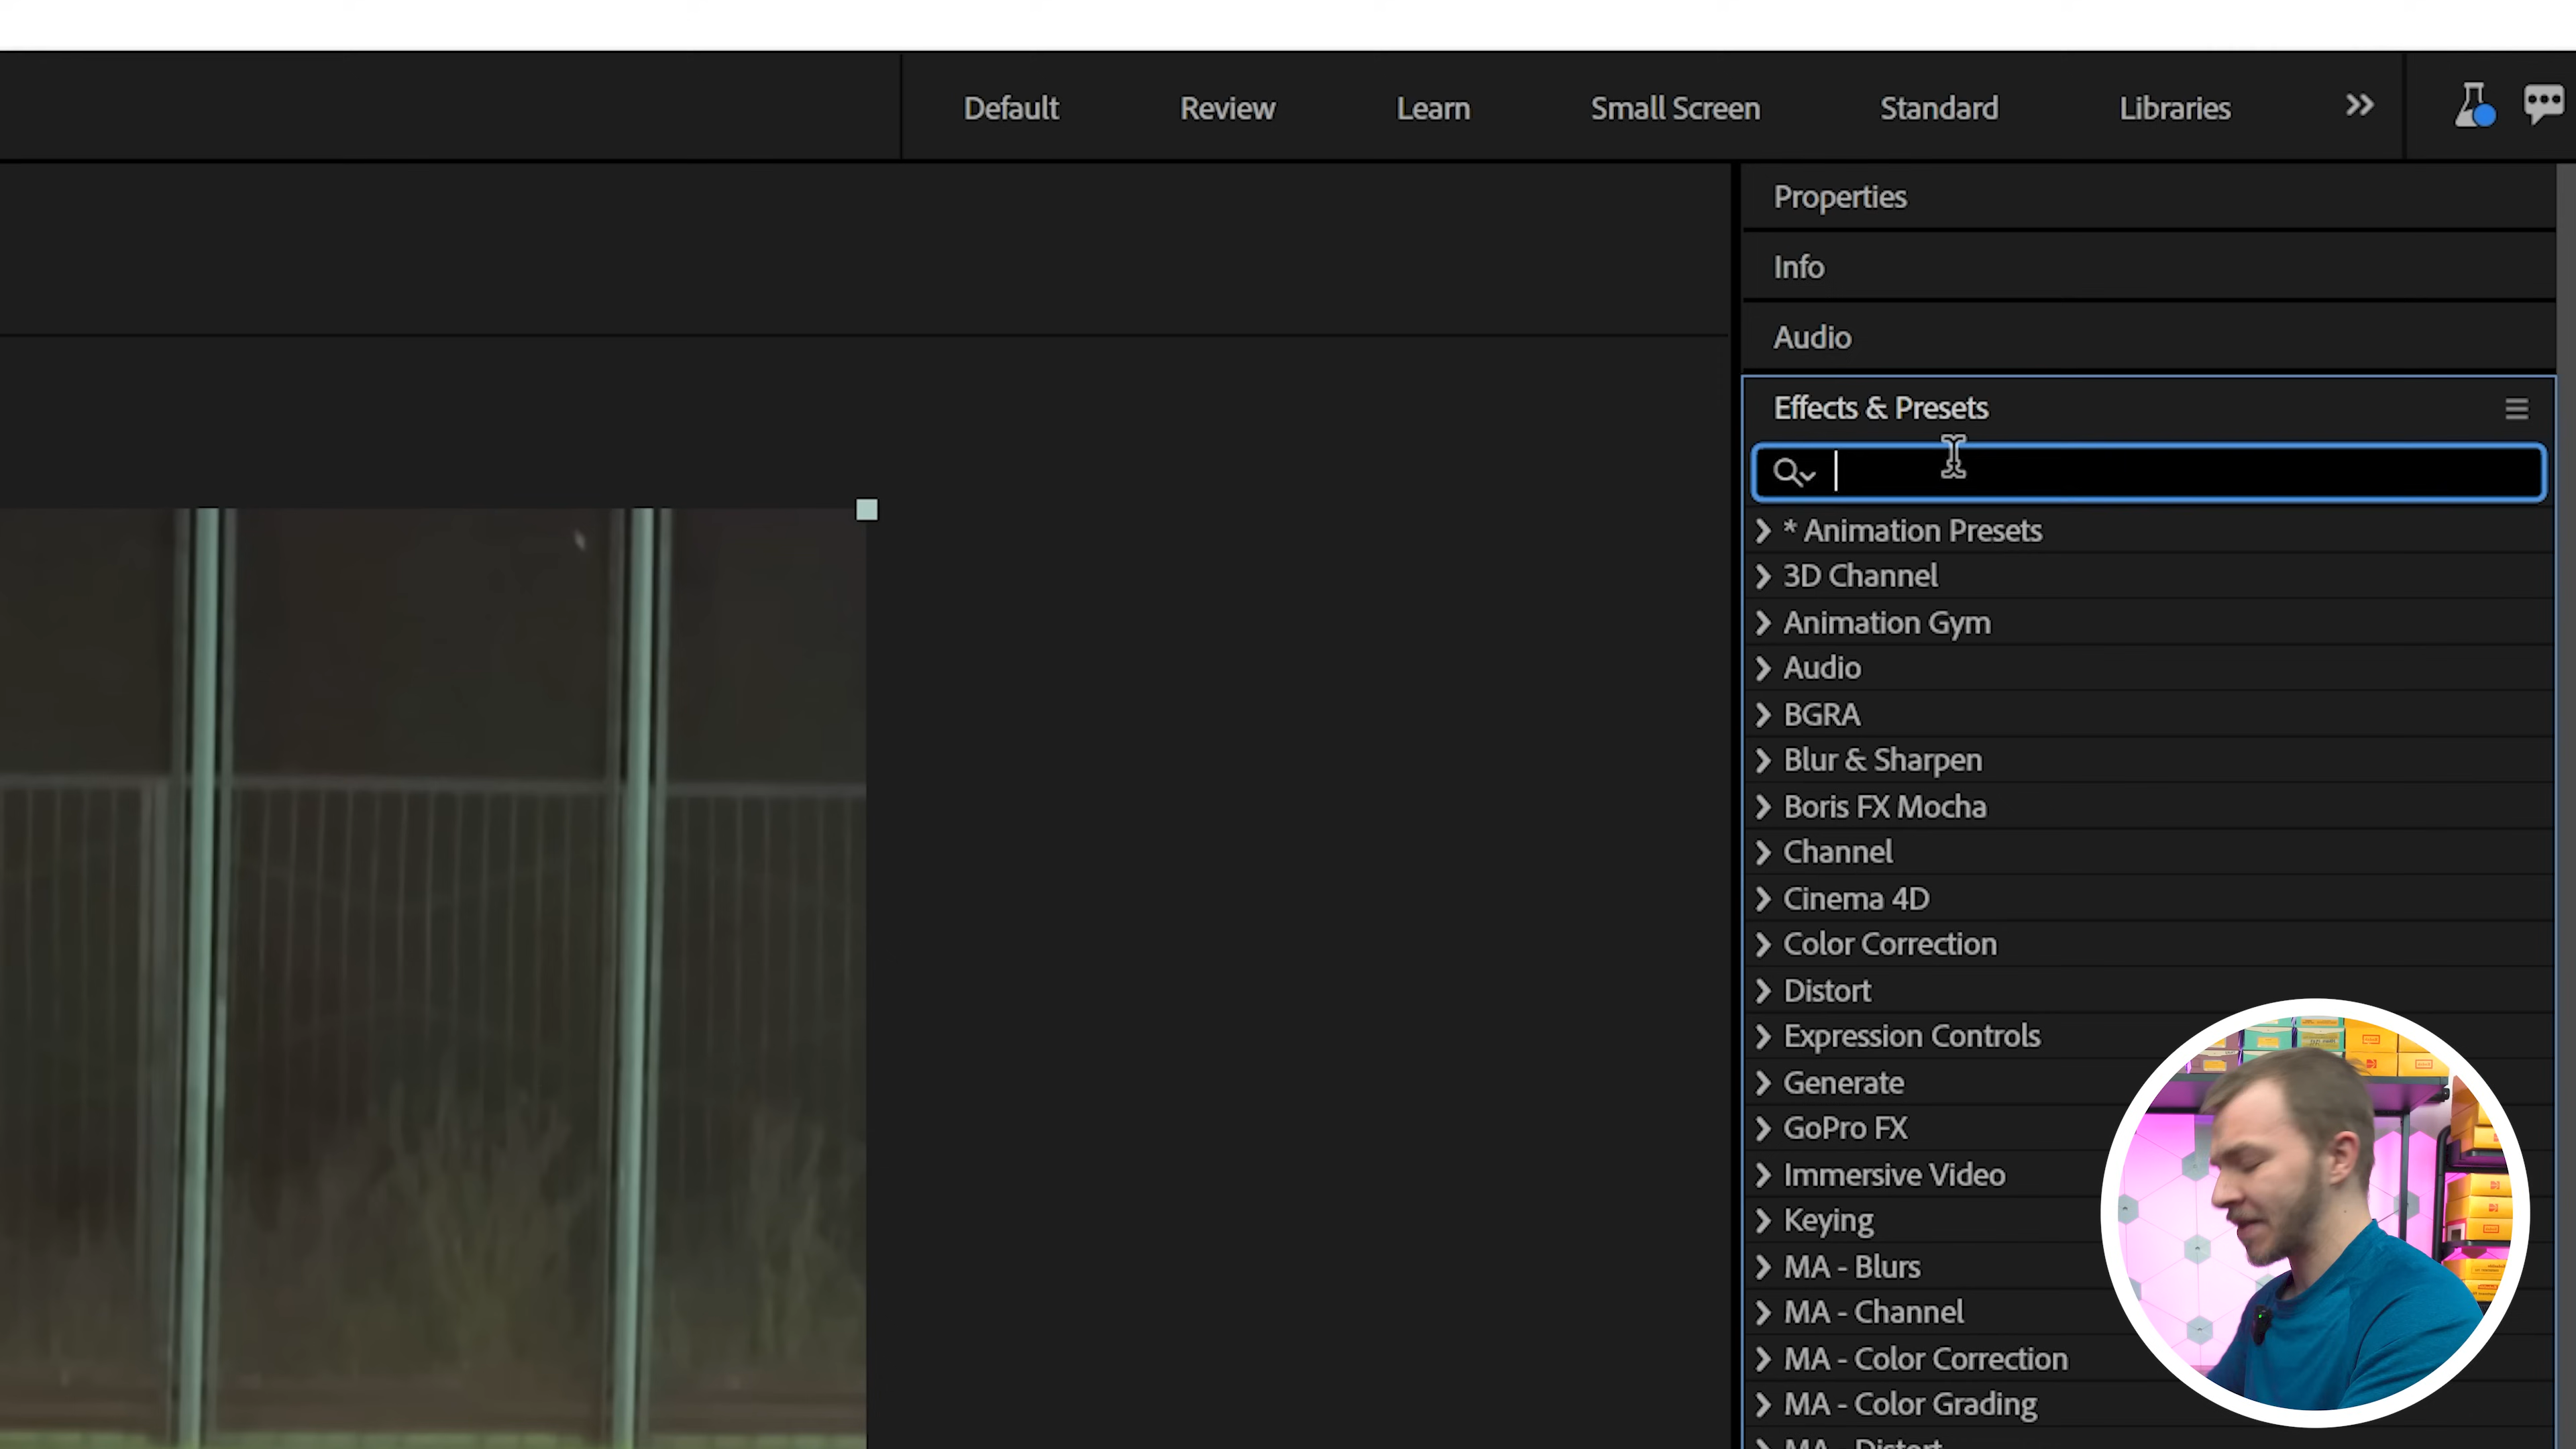 Default Review Learn Small Screen Standard Libraries
Properties
Info
Audio
Effects & Presets
* Animation Presets
3D Channel
Animation Gym
Audio
BGRA
Blur & Sharpen
Boris FX Mocha
Channel
Cinema 4D
Color Correction
Distort
Expression Controls
Generate
GoPro FX
Immersive Video
Keying
MA - Blurs
MA - Channel
MA - Color Correction
MA - Color Grading
MA - Distort